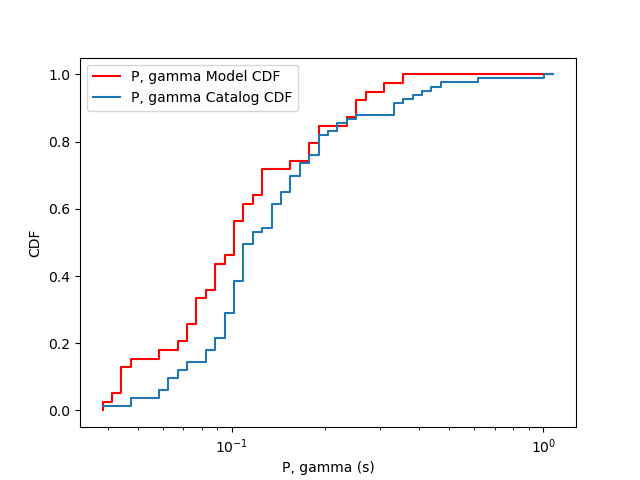 P, gamma Model CDF
P, gamma Catalog CDF
1.0
0.8
0.6
0.4
0.2
0.0
CDF
10⁻¹ 10⁰
P, gamma (s)